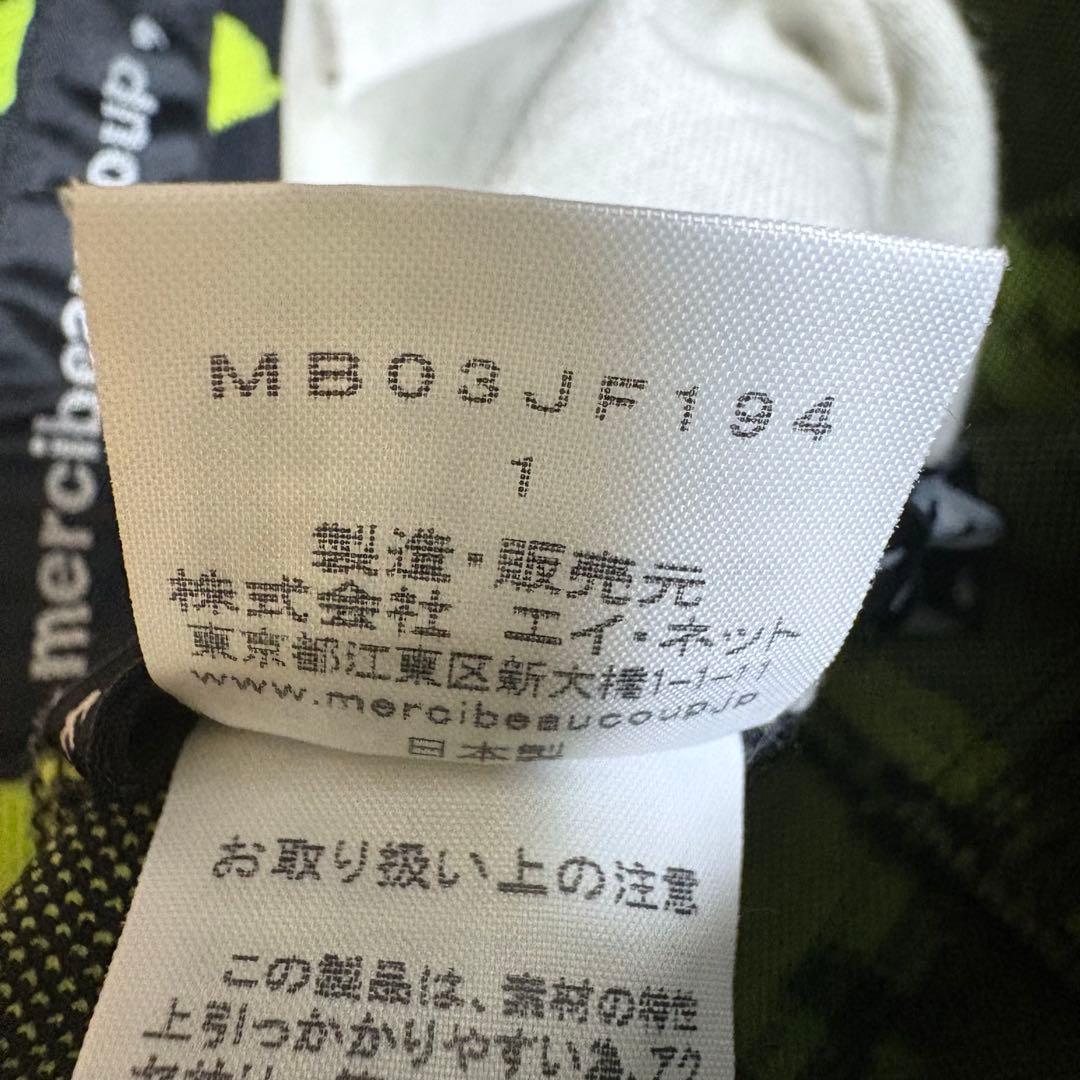 mercibeaucoup,
MB03JF194
1
製造・販売元
株式会社 エイ・ネット
東京都江東区新大橋1-1-11
www.mercibeaucoup.jp
日本製
お取り扱い上の注意
この製品は、素材の特性
上引っかかりやすい為、アク